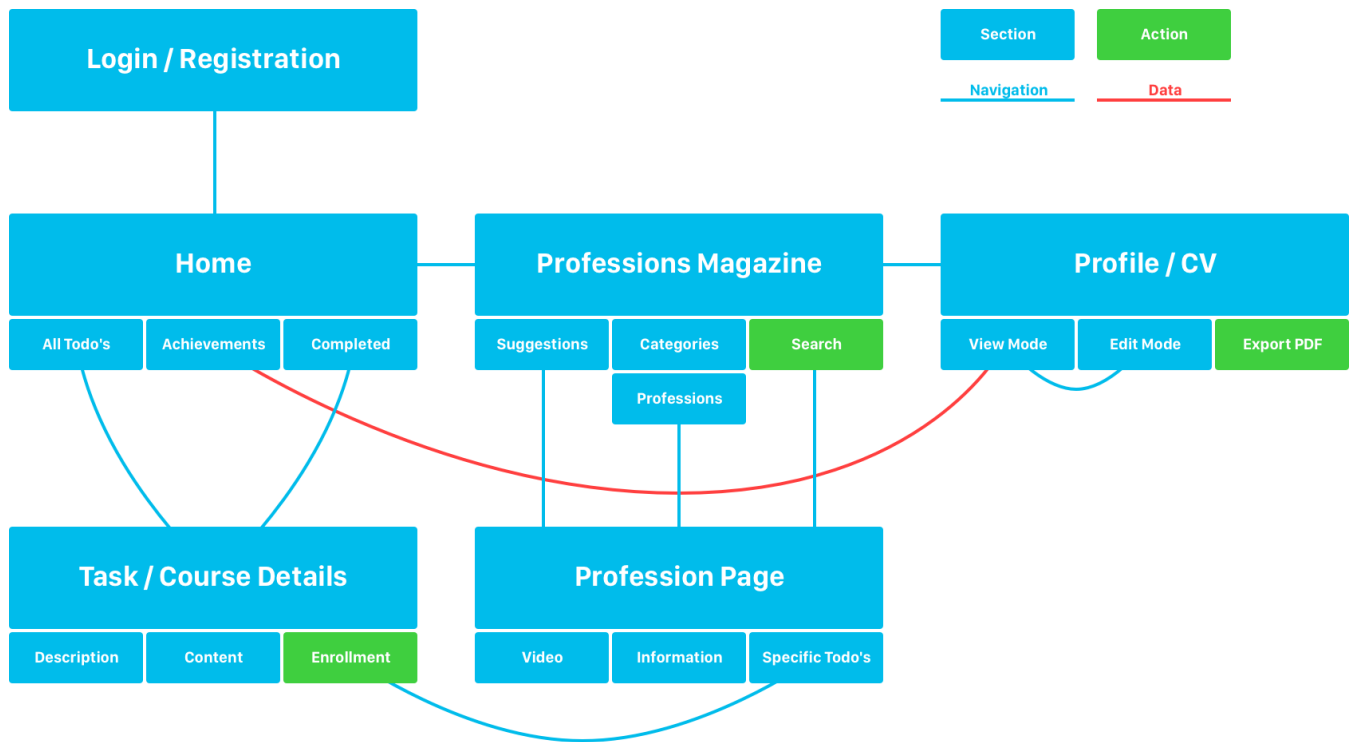 Login / Registration
Section
Action
Navigation
Data
Home
Professions Magazine
Profile / CV
All Todo's
Achievements
Completed
Suggestions
Categories
Search
View Mode
Edit Mode
Export PDF
Professions
Task / Course Details
Profession Page
Description
Content
Enrollment
Video
Information
Specific Todo's